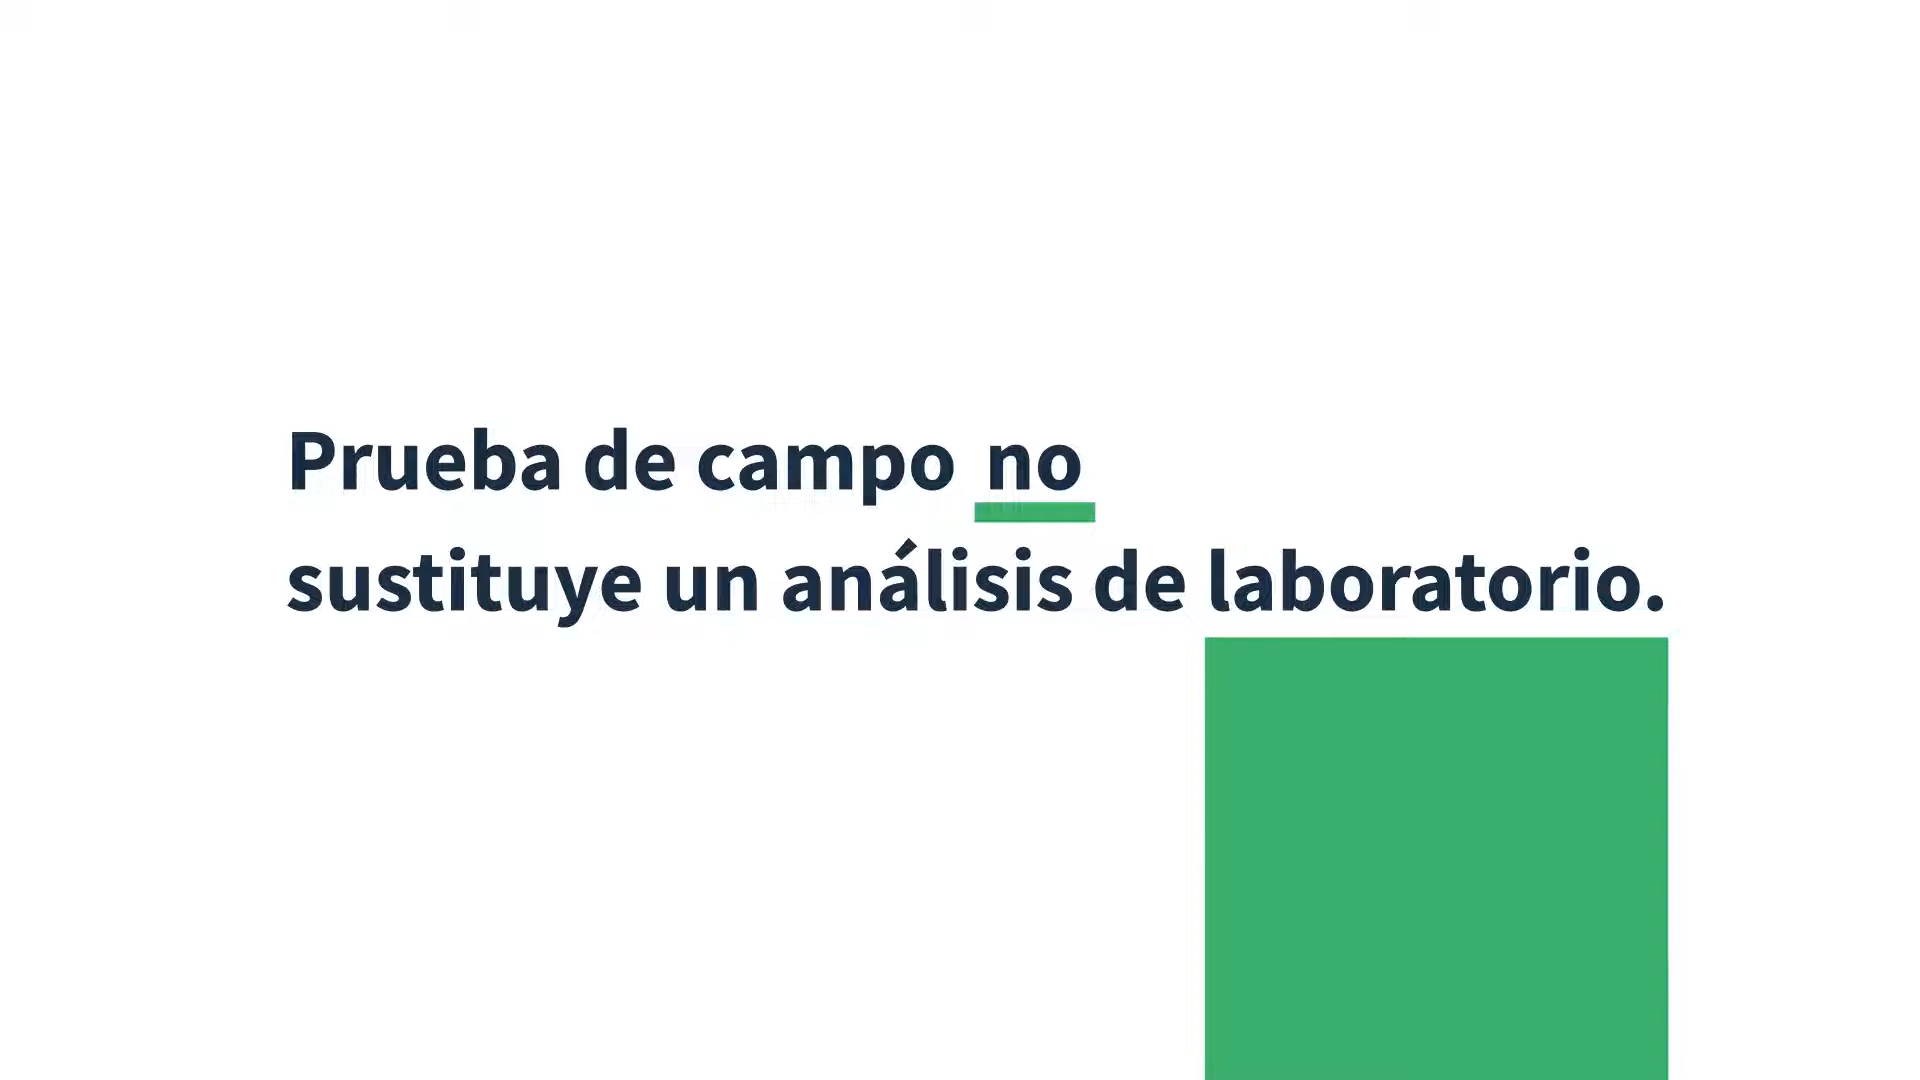 Prueba de campo no
sustituye un análisis de laboratorio.